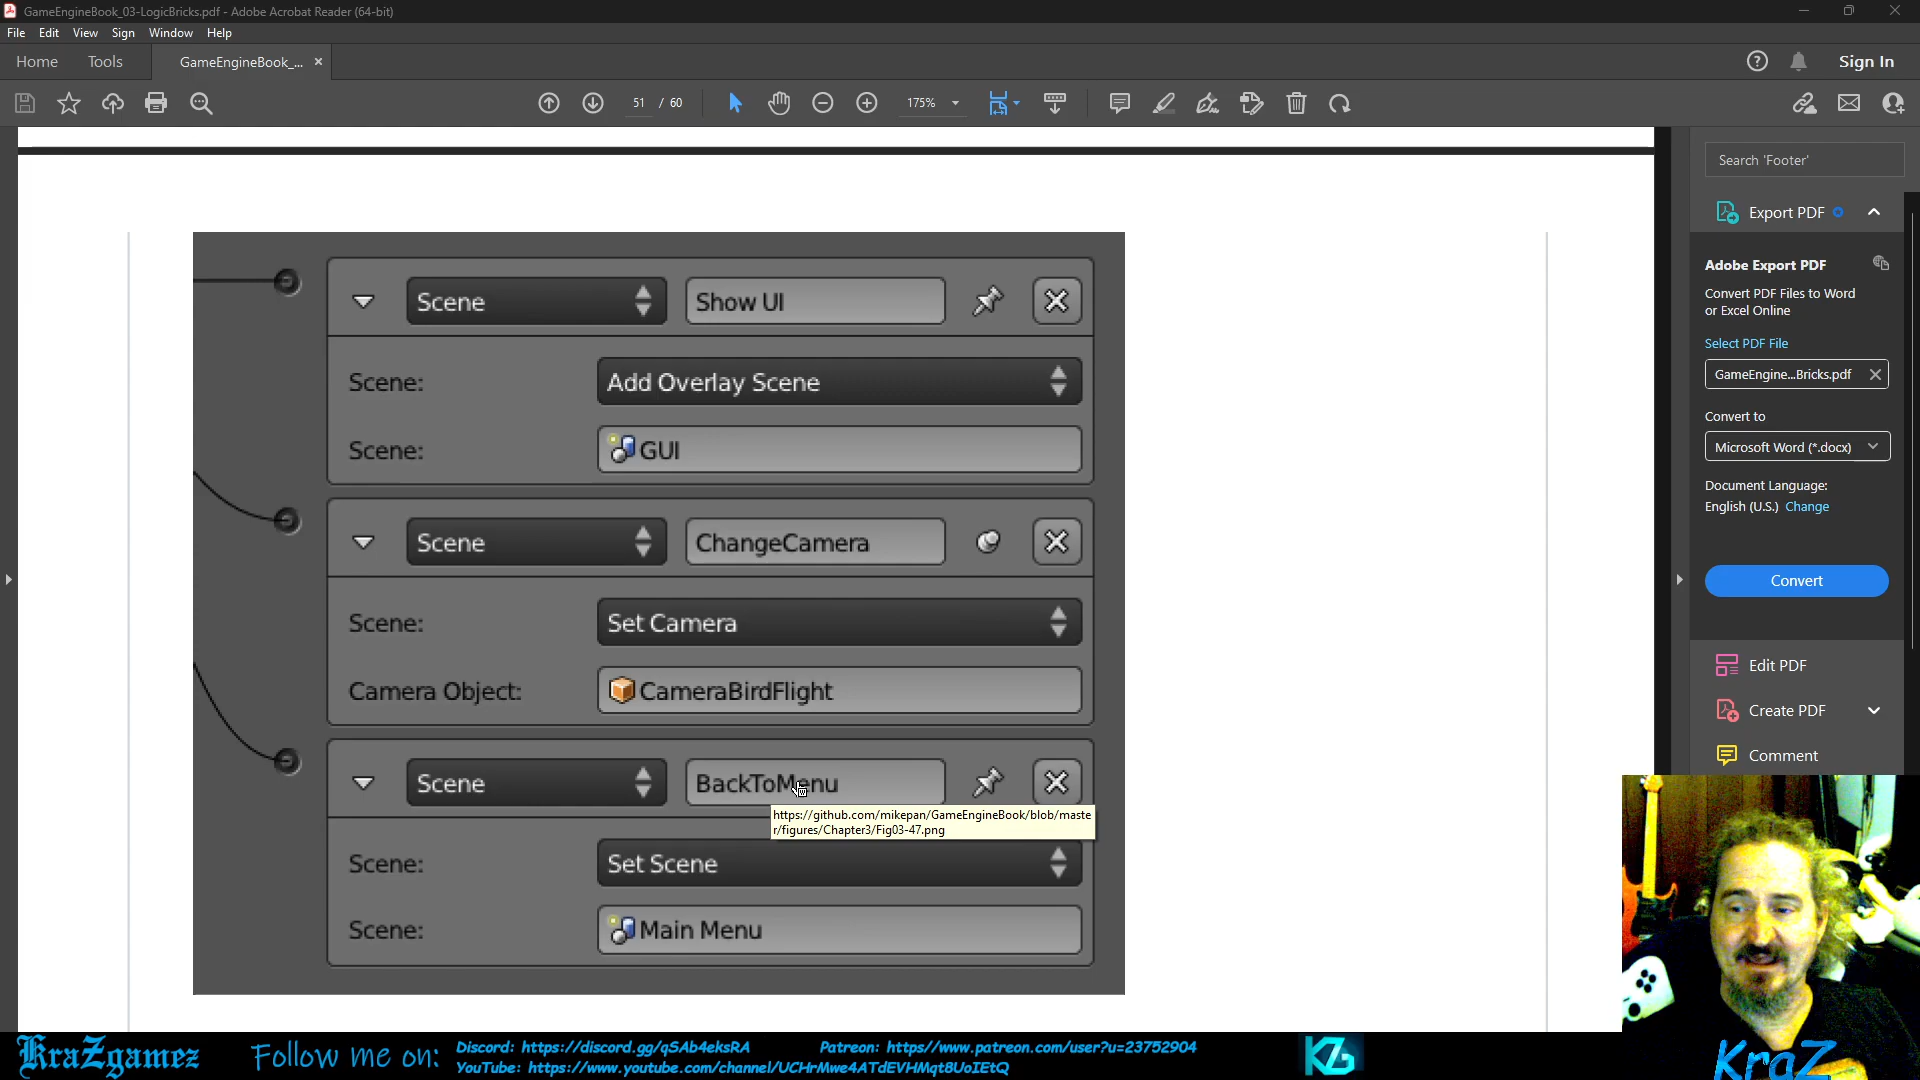 GameEngineBook_03-LogicBricks.pdf - Adobe Acrobat Reader (64-bit)
File Edit View Sign Window Help
Home Tools GameEngineBook_... × Sign In
51 / 60 175%
Search 'Footer'
Export PDF
Adobe Export PDF
Convert PDF Files to Word
or Excel Online
Select PDF File
GameEngine...Bricks.pdf
Convert to
Microsoft Word (*.docx)
Document Language:
English (U.S.) Change
Convert
Edit PDF
Create PDF
Comment
Scene Show UI
Scene: Add Overlay Scene
Scene: GUI
Scene ChangeCamera
Scene: Set Camera
Camera Object: CameraBirdFlight
Scene BackToMenu
https://github.com/mikepan/GameEngineBook/blob/maste
r/figures/Chapter3/Fig03-47.png
Scene: Set Scene
Scene: Main Menu
KraZgamez Follow me on: Discord: https://discord.gg/qSAb4eksRA Patreon: https//www.patreon.com/user?u=23752904
YouTube: https://www.youtube.com/channel/UCHrMwe4ATdEVHMqt8UoIEtQ
KZG
KraZ